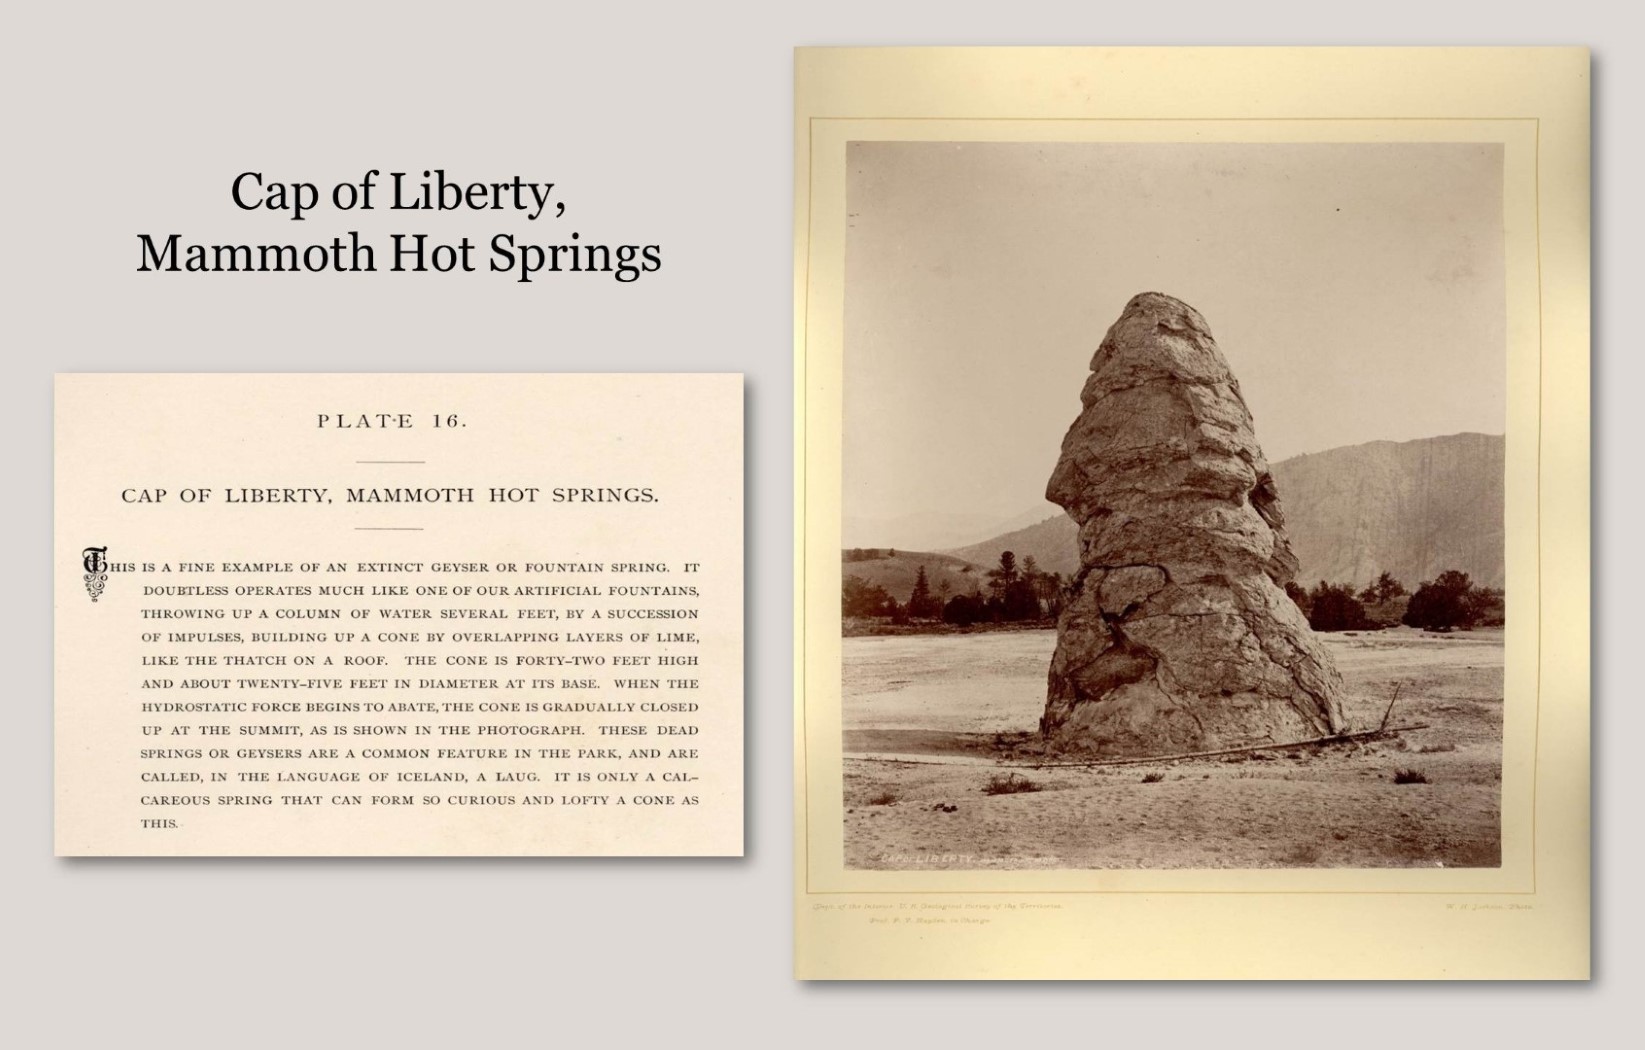 Cap of Liberty,
Mammoth Hot Springs
PLATE 16.
CAP OF LIBERTY, MAMMOTH HOT SPRINGS.
THIS IS A FINE EXAMPLE OF AN EXTINCT GEYSER OR FOUNTAIN SPRING. IT
DOUBTLESS OPERATES MUCH LIKE ONE OF OUR ARTIFICIAL FOUNTAINS,
THROWING UP A COLUMN OF WATER SEVERAL FEET, BY A SUCCESSION
OF IMPULSES, BUILDING UP A CONE BY OVERLAPPING LAYERS OF LIME,
LIKE THE THATCH ON A ROOF. THE CONE IS FORTY-TWO FEET HIGH
AND ABOUT TWENTY-FIVE FEET IN DIAMETER AT ITS BASE. WHEN THE
HYDROSTATIC FORCE BEGINS TO ABATE, THE CONE IS GRADUALLY CLOSED
UP AT THE SUMMIT, AS IS SHOWN IN THE PHOTOGRAPH. THESE DEAD
SPRINGS OR GEYSERS ARE A COMMON FEATURE IN THE PARK, AND ARE
CALLED, IN THE LANGUAGE OF ICELAND, A LAUG. IT IS ONLY A CAL-
CAREOUS SPRING THAT CAN FORM SO CURIOUS AND LOFTY A CONE AS
THIS.
CAP OF LIBERTY.
Dept. of the Interior U. S. Geological Survey of the Territories.
Prof. F. V. Hayden, in Charge
W. H. Jackson, Photo.